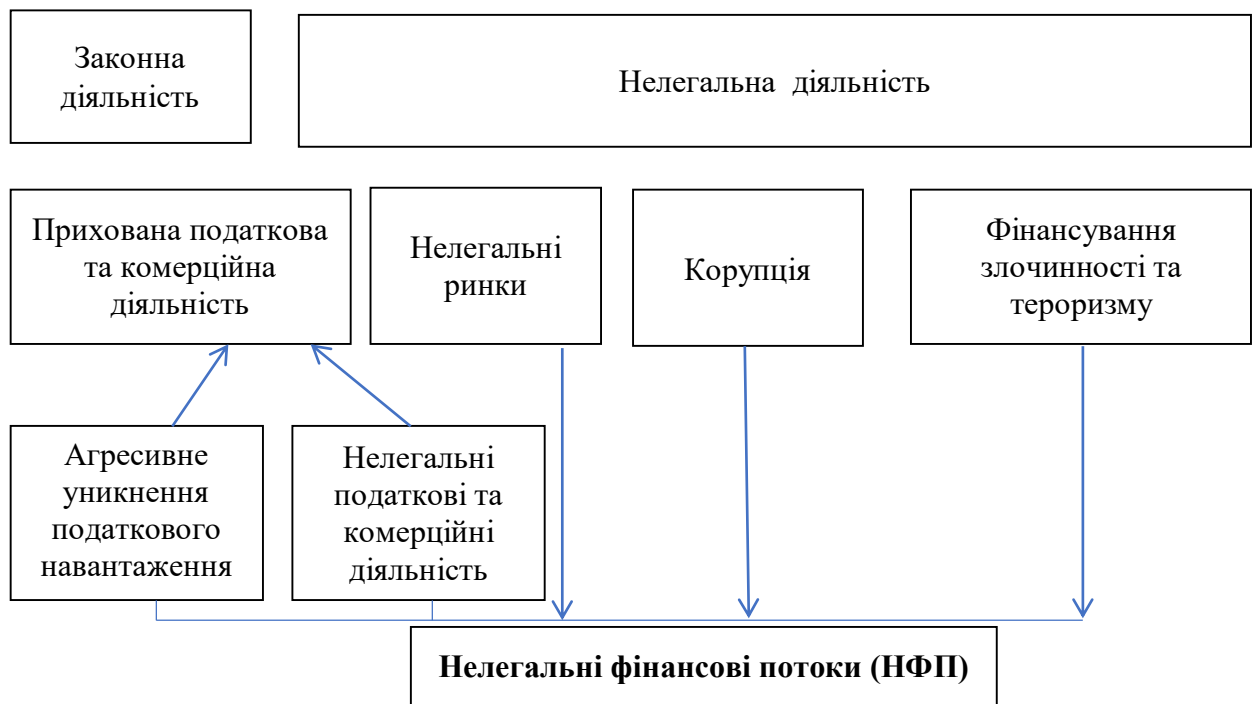 Законна
діяльність
Нелегальна діяльність
Прихована податкова
та комерційна
діяльність
Нелегальні
ринки
Корупція
Фінансування
злочинності та
тероризму
Агресивне
уникнення
податкового
навантаження
Нелегальні
податкові та
комерційні
діяльність
Нелегальні фінансові потоки (НФП)